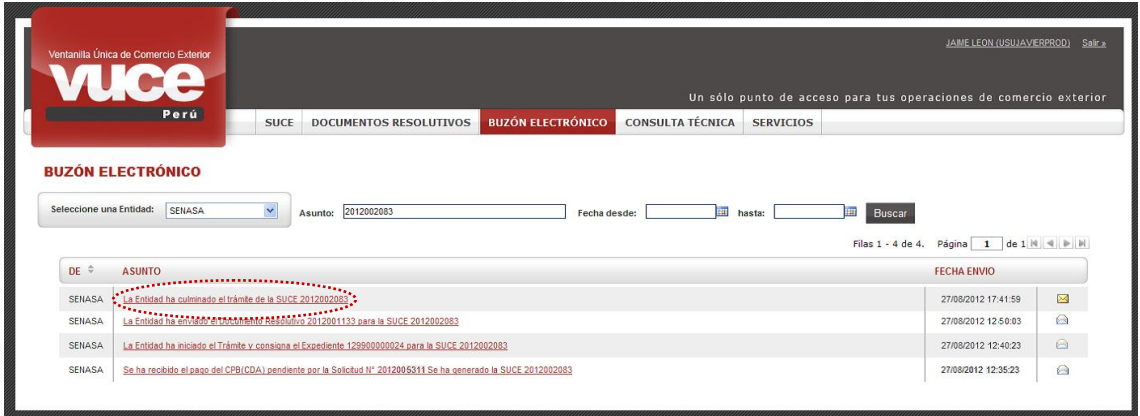 Ventanilla Única de Comercio Exterior
vuce
Perú
JAIME LEON (USUJAVIERPROD) Salir »
Un sólo punto de acceso para tus operaciones de comercio exterior
SUCE DOCUMENTOS RESOLUTIVOS BUZÓN ELECTRÓNICO CONSULTA TÉCNICA SERVICIOS
BUZÓN ELECTRÓNICO
Seleccione una Entidad: SENASA Asunto: 2012002083 Fecha desde: hasta: Buscar
Filas 1 - 4 de 4. Página 1 de 1
DE ASUNTO FECHA ENVIO
SENASA La Entidad ha culminado el trámite de la SUCE 2012002083 27/08/2012 17:41:59
SENASA La Entidad ha enviado el Documento Resolutivo 2012001133 para la SUCE 2012002083 27/08/2012 12:50:03
SENASA La Entidad ha iniciado el Trámite y consigna el Expediente 129900000024 para la SUCE 2012002083 27/08/2012 12:40:23
SENASA Se ha recibido el pago del CPB(CDA) pendiente por la Solicitud N° 2012005311 Se ha generado la SUCE 2012002083 27/08/2012 12:35:23